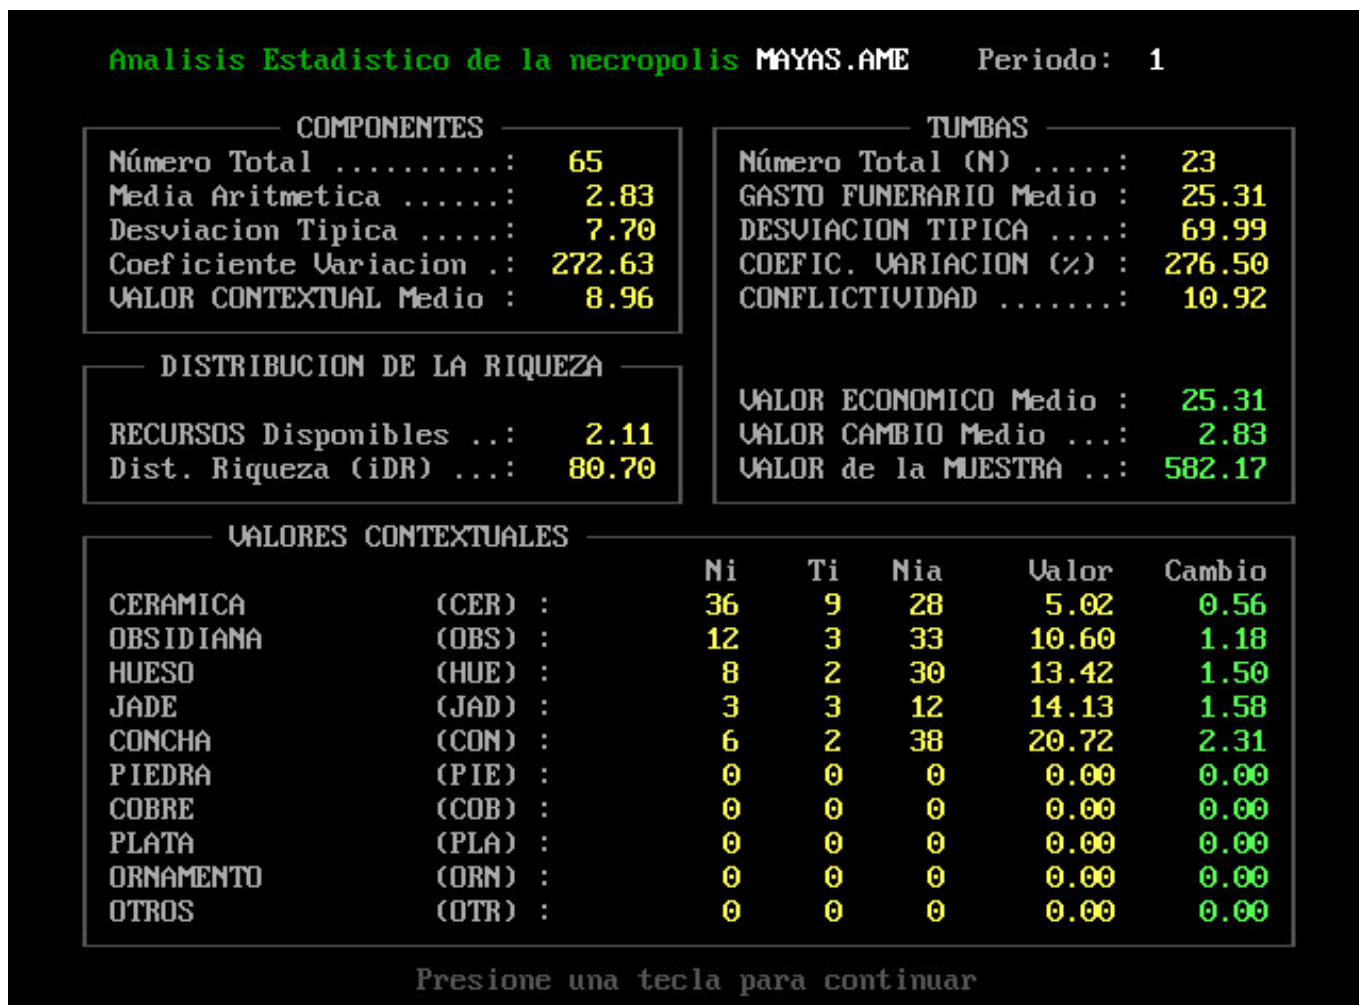 Analisis Estadistico de la necropolis MAYAS.AME Periodo: 1
COMPONENTES
Número Total ..........: 65
Media Aritmetica ......: 2.83
Desviacion Tipica .....: 7.70
Coeficiente Variacion .: 272.63
VALOR CONTEXTUAL Medio : 8.96
TUMBAS
Número Total (N) .....: 23
GASTO FUNERARIO Medio : 25.31
DESVIACION TIPICA ....: 69.99
COEFIC. VARIACION (%) : 276.50
CONFLICTIVIDAD .......: 10.92
VALOR ECONOMICO Medio : 25.31
VALOR CAMBIO Medio ...: 2.83
VALOR de la MUESTRA ..: 582.17
DISTRIBUCION DE LA RIQUEZA
RECURSOS Disponibles ..: 2.11
Dist. Riqueza (iDR) ...: 80.70
VALORES CONTEXTUALES
Ni Ti Nia Valor Cambio
CERAMICA (CER) : 36 9 28 5.02 0.56
OBSIDIANA (OBS) : 12 3 33 10.60 1.18
HUESO (HUE) : 8 2 30 13.42 1.50
JADE (JAD) : 3 3 12 14.13 1.58
CONCHA (CON) : 6 2 38 20.72 2.31
PIEDRA (PIE) : 0 0 0 0.00 0.00
COBRE (COB) : 0 0 0 0.00 0.00
PLATA (PLA) : 0 0 0 0.00 0.00
ORNAMENTO (ORN) : 0 0 0 0.00 0.00
OTROS (OTR) : 0 0 0 0.00 0.00
Presione una tecla para continuar